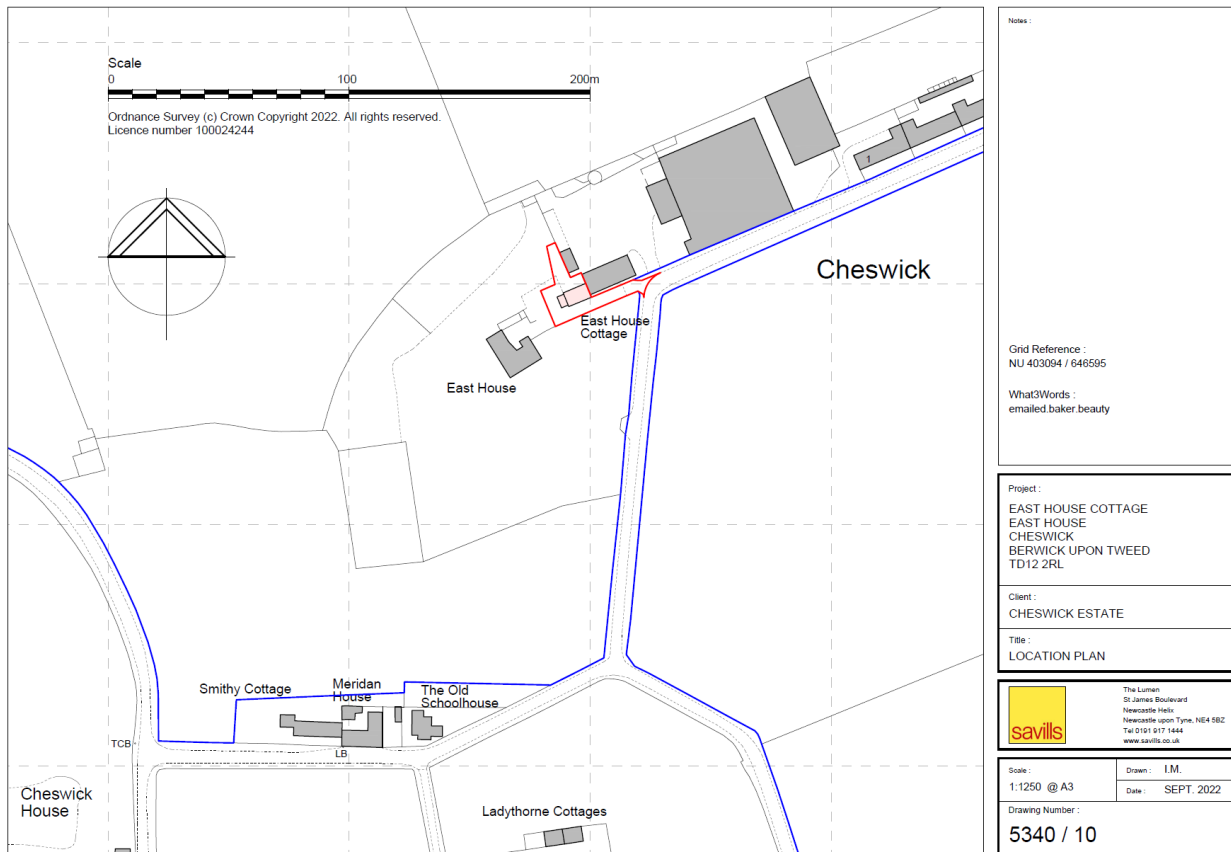 Scale
0 100 200m
Ordnance Survey (c) Crown Copyright 2022. All rights reserved.
Licence number 100024244
1
Cheswick
East House
Cottage
East House
Smithy Cottage
Meridan
House
The Old
Schoolhouse
TCB
LB
Cheswick
House
Ladythorne Cottages
Notes :
Grid Reference :
NU 403094 / 646595
What3Words :
emailed.baker.beauty
Project :
EAST HOUSE COTTAGE
EAST HOUSE
CHESWICK
BERWICK UPON TWEED
TD12 2RL
Client :
CHESWICK ESTATE
Title :
LOCATION PLAN
savills
The Lumen
St James Boulevard
Newcastle Helix
Newcastle upon Tyne, NE4 5BZ
Tel 0191 917 1444
www.savills.co.uk
Scale :
1:1250 @ A3
Drawn : I.M.
Date : SEPT. 2022
Drawing Number :
5340 / 10